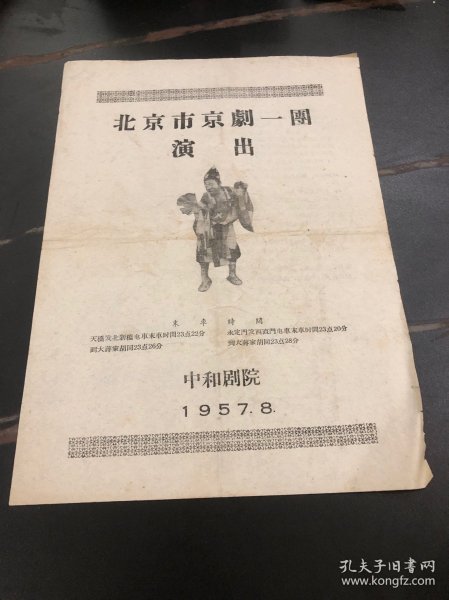 北京市京劇一團
演出
末車時間
天橋发北新橋电車末車时間23点22分
到大蔣家胡同23点26分
永定門发西直門电車末車时間23点20分
到大蔣家胡同23点28分
中和剧院
1957.8.
孔夫子旧书网
www.kongfz.com